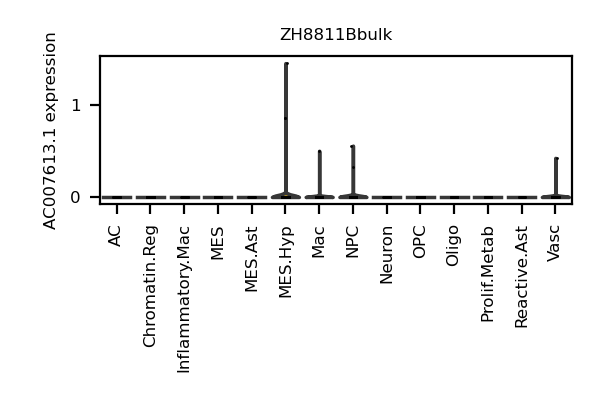 ZH8811Bbulk
AC007613.1 expression
1
0
AC
Chromatin.Reg
Inflammatory.Mac
MES
MES.Ast
MES.Hyp
Mac
NPC
Neuron
OPC
Oligo
Prolif.Metab
Reactive.Ast
Vasc